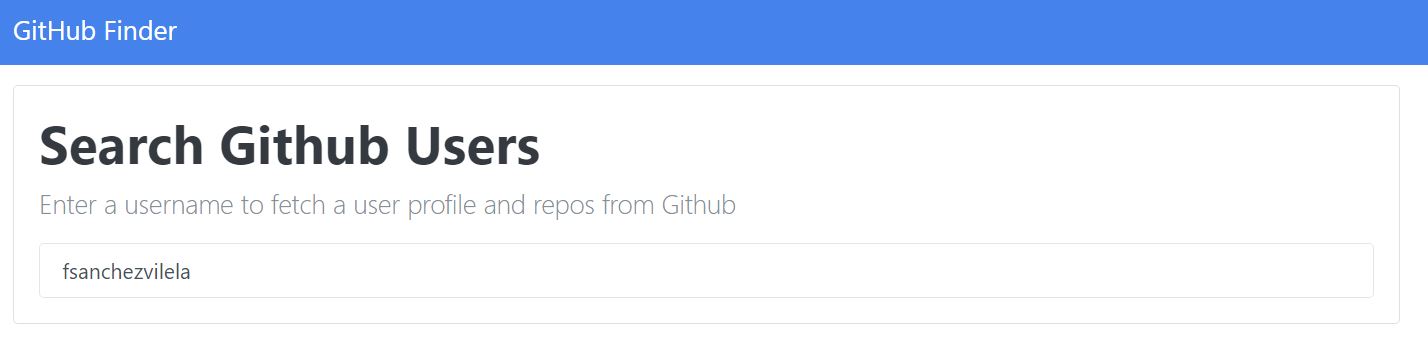 GitHub Finder
Search Github Users
Enter a username to fetch a user profile and repos from Github
fsanchezvilela